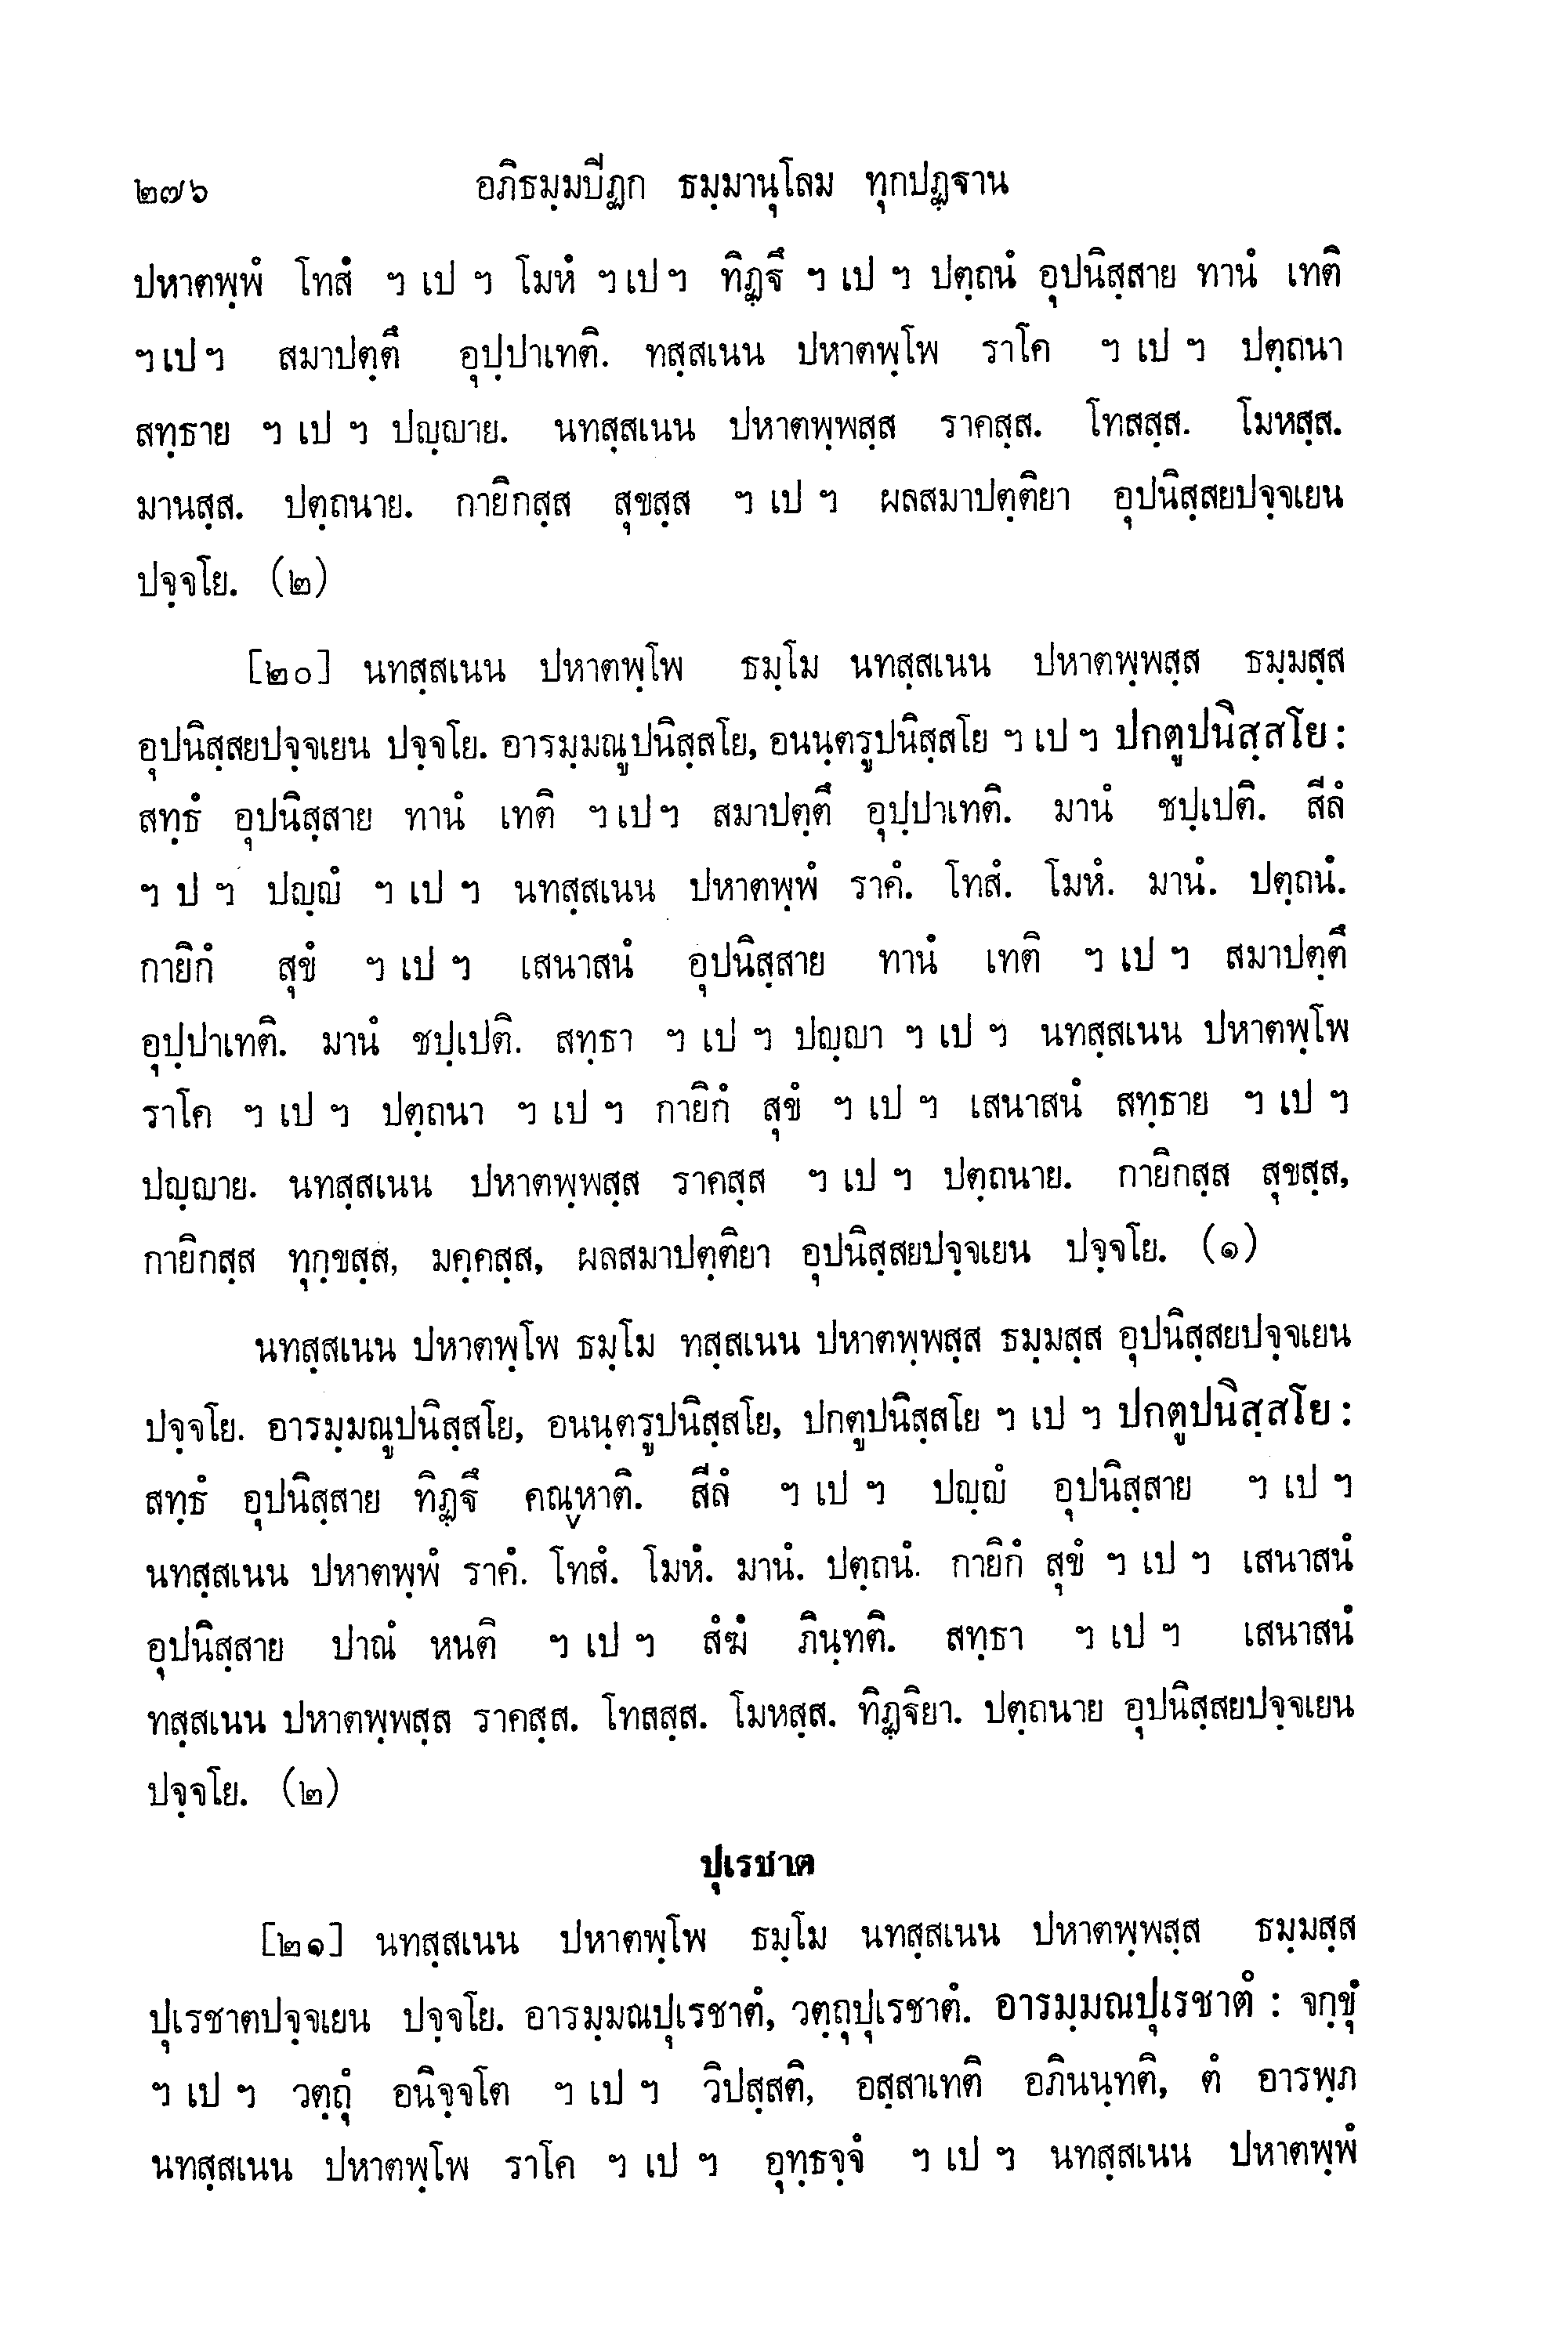 ๒๗๖ อภิธมฺมปีฏก ธมฺมานุโลม ทุกปฏฺฐาน
ปหาตพฺพํ โทสํ ฯ เป ฯ โมหํ ฯ เป ฯ ทิฏฺฐึ ฯ เป ฯ ปตฺถนํ อุปนิสฺสาย ทานํ เทติ
ฯ เป ฯ สมาปตฺตึ อุปฺปาเทติ. ทสฺสเนน ปหาตพฺโพ ราโค ฯ เป ฯ ปตฺถนา
สทฺธาย ฯ เป ฯ ปญฺญาย. นทสฺสเนน ปหาตพฺพสฺส ราคสฺส. โทสสฺส. โมหสฺส.
มานสฺส. ปตฺถนาย. กายิกสฺส สุขสฺส ฯ เป ฯ ผลสมาปตฺติยา อุปนิสฺสยปจฺจเยน
ปจฺจโย. (๒)
[๒๐] นทสฺสเนน ปหาตพฺโพ ธมฺโม นทสฺสเนน ปหาตพฺพสฺส ธมฺมสฺส
อุปนิสฺสยปจฺจเยน ปจฺจโย. อารมฺมณูปนิสฺสโย, อนนฺตรูปนิสฺสโย ฯ เป ฯ ปกตูปนิสฺสโย :
สทฺธํ อุปนิสฺสาย ทานํ เทติ ฯ เป ฯ สมาปตฺตึ อุปฺปาเทติ. มานํ ชปฺเปติ. สีลํ
ฯ ป ฯ ปญฺญํ ฯ เป ฯ นทสฺสเนน ปหาตพฺพํ ราคํ. โทสํ. โมหํ. มานํ. ปตฺถนํ.
กายิกํ สุขํ ฯ เป ฯ เสนาสนํ อุปนิสฺสาย ทานํ เทติ ฯ เป ฯ สมาปตฺตึ
อุปฺปาเทติ. มานํ ชปฺเปติ. สทฺธา ฯ เป ฯ ปญฺญา ฯ เป ฯ นทสฺสเนน ปหาตพฺโพ
ราโค ฯ เป ฯ ปตฺถนา ฯ เป ฯ กายิกํ สุขํ ฯ เป ฯ เสนาสนํ สทฺธาย ฯ เป ฯ
ปญฺญาย. นทสฺสเนน ปหาตพฺพสฺส ราคสฺส ฯ เป ฯ ปตฺถนาย. กายิกสฺส สุขสฺส,
กายิกสฺส ทุกฺขสฺส, มคฺคสฺส, ผลสมาปตฺติยา อุปนิสฺสยปจฺจเยน ปจฺจโย. (๑)
นทสฺสเนน ปหาตพฺโพ ธมฺโม ทสฺสเนน ปหาตพฺพสฺส ธมฺมสฺส อุปนิสฺสยปจฺจเยน
ปจฺจโย. อารมฺมณูปนิสฺสโย, อนนฺตรูปนิสฺสโย, ปกตูปนิสฺสโย ฯ เป ฯ ปกตูปนิสฺสโย :
สทฺธํ อุปนิสฺสาย ทิฏฺฐึ คณฺหาติ. สีลํ ฯ เป ฯ ปญฺญํ อุปนิสฺสาย ฯ เป ฯ
นทสฺสเนน ปหาตพฺพํ ราคํ. โทสํ. โมหํ. มานํ. ปตฺถนํ. กายิกํ สุขํ ฯ เป ฯ เสนาสนํ
อุปนิสฺสาย ปาณํ หนติ ฯ เป ฯ สํฆํ ภินฺทติ. สทฺธา ฯ เป ฯ เสนาสนํ
ทสฺสเนน ปหาตพฺพสฺส ราคสฺส. โทสสฺส. โมหสฺส. ทิฏฺฐิยา. ปตฺถนาย อุปนิสฺสยปจฺจเยน
ปจฺจโย. (๒)
ปุเรชาต
[๒๑] นทสฺสเนน ปหาตพฺโพ ธมฺโม นทสฺสเนน ปหาตพฺพสฺส ธมฺมสฺส
ปุเรชาตปจฺจเยน ปจฺจโย. อารมฺมณปุเรชาตํ, วตฺถุปุเรชาตํ. อารมฺมณปุเรชาตํ : จกฺขุํ
ฯ เป ฯ วตฺถุํ อนิจฺจโต ฯ เป ฯ วิปสฺสติ, อสฺสาเทติ อภินนฺทติ, ตํ อารพฺภ
นทสฺสเนน ปหาตพฺโพ ราโค ฯ เป ฯ อุทฺธจฺจํ ฯ เป ฯ นทสฺสเนน ปหาตพฺพํ